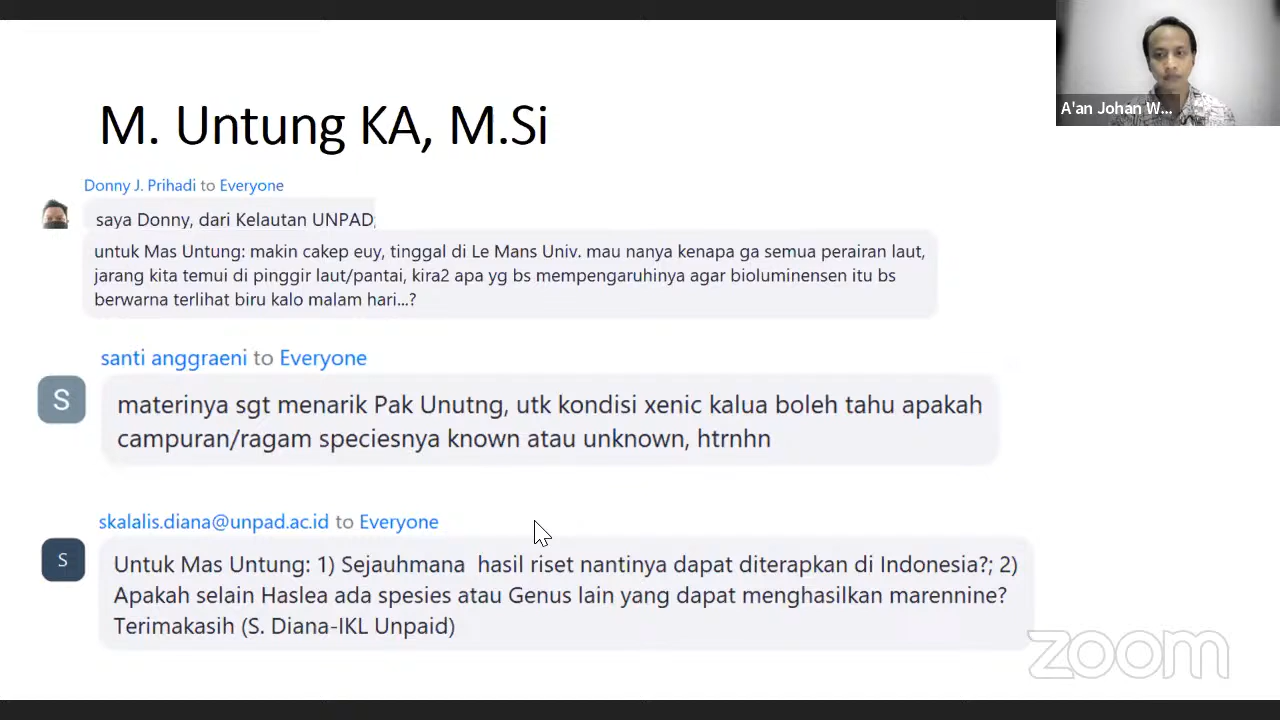 A'an Johan W...
M. Untung KA, M.Si
Donny J. Prihadi to Everyone
saya Donny, dari Kelautan UNPAD,
untuk Mas Untung: makin cakep euy, tinggal di Le Mans Univ. mau nanya kenapa ga semua perairan laut,
jarang kita temui di pinggir laut/pantai, kira2 apa yg bs mempengaruhinya agar bioluminensen itu bs
berwarna terlihat biru kalo malam hari...?
santi anggraeni to Everyone
S
materinya sgt menarik Pak Unutng, utk kondisi xenic kalua boleh tahu apakah
campuran/ragam speciesnya known atau unknown, htrnhn
skalalis.diana@unpad.ac.id to Everyone
S
Untuk Mas Untung: 1) Sejauhmana hasil riset nantinya dapat diterapkan di Indonesia?; 2)
Apakah selain Haslea ada spesies atau Genus lain yang dapat menghasilkan marennine?
Terimakasih (S. Diana-IKL Unpaid)
zoom